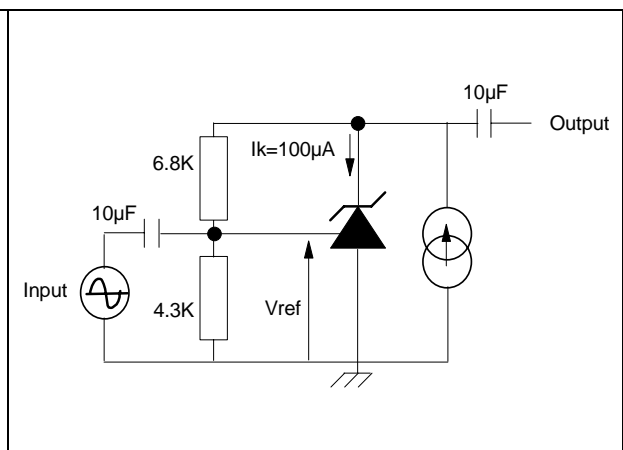 10µF
Output
Ik=100µA
6.8K
10µF
Input
4.3K
Vref